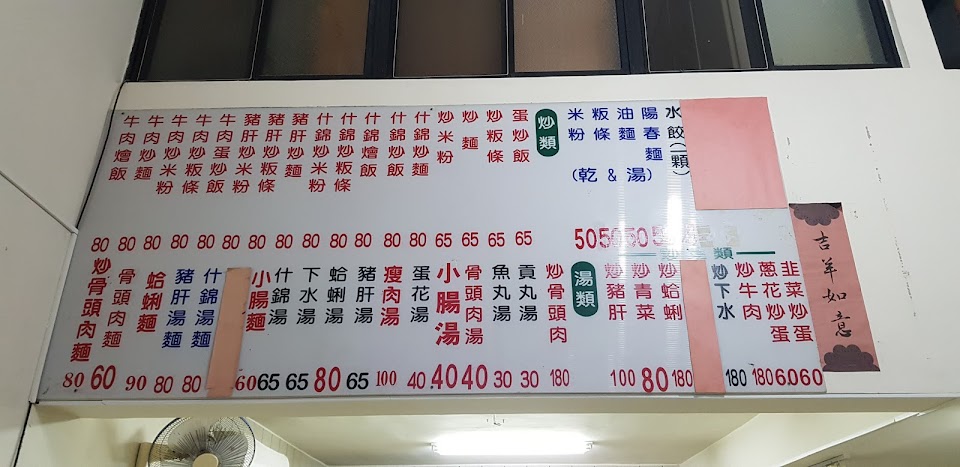 水餃(一顆)
陽春麵
油麵
粄條
米粉
(乾 & 湯)
50
50
50
炒類
蛋炒飯 65
炒粄條 65
炒麵 65
炒米粉 65
什錦炒麵 80
什錦炒飯 80
什錦燴飯 80
什錦炒粄條 80
什錦炒米粉 80
豬肝炒麵 80
豬肝炒粄條 80
豬肝炒米粉 80
牛肉蛋炒飯 80
牛肉炒粄條 80
牛肉炒米粉 80
牛肉炒麵 80
牛肉燴飯 80
類
韭菜炒蛋 60
蔥花炒蛋 60
炒牛肉 180
炒下水 180
炒蛤蜊 180
炒青菜 80
炒豬肝 100
湯類
炒骨頭肉 180
貢丸湯 30
魚丸湯 30
骨頭肉湯 40
小腸湯 40
蛋花湯 40
瘦肉湯 100
豬肝湯 65
蛤蜊湯 80
下水湯 65
什錦湯 65
小腸麵 60
什錦湯麵 80
豬肝湯麵 80
蛤蜊麵 90
骨頭肉麵 60
炒骨頭肉麵 80
吉羊如意